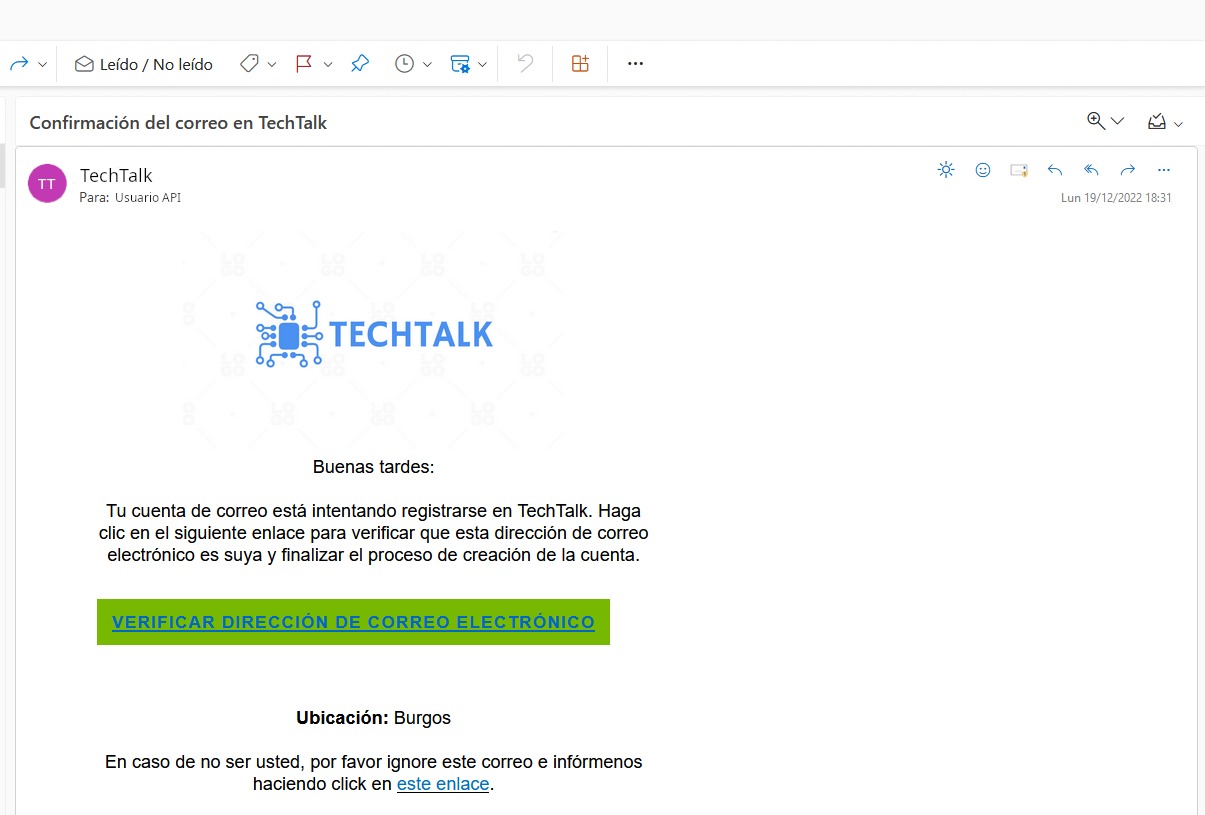 Leído / No leído
Confirmación del correo en TechTalk
TT
TechTalk
Para: Usuario API
Lun 19/12/2022 18:31
TECHTALK
Buenas tardes:
Tu cuenta de correo está intentando registrarse en TechTalk. Haga
clic en el siguiente enlace para verificar que esta dirección de correo
electrónico es suya y finalizar el proceso de creación de la cuenta.
VERIFICAR DIRECCIÓN DE CORREO ELECTRÓNICO
Ubicación: Burgos
En caso de no ser usted, por favor ignore este correo e infórmenos
haciendo click en este enlace.